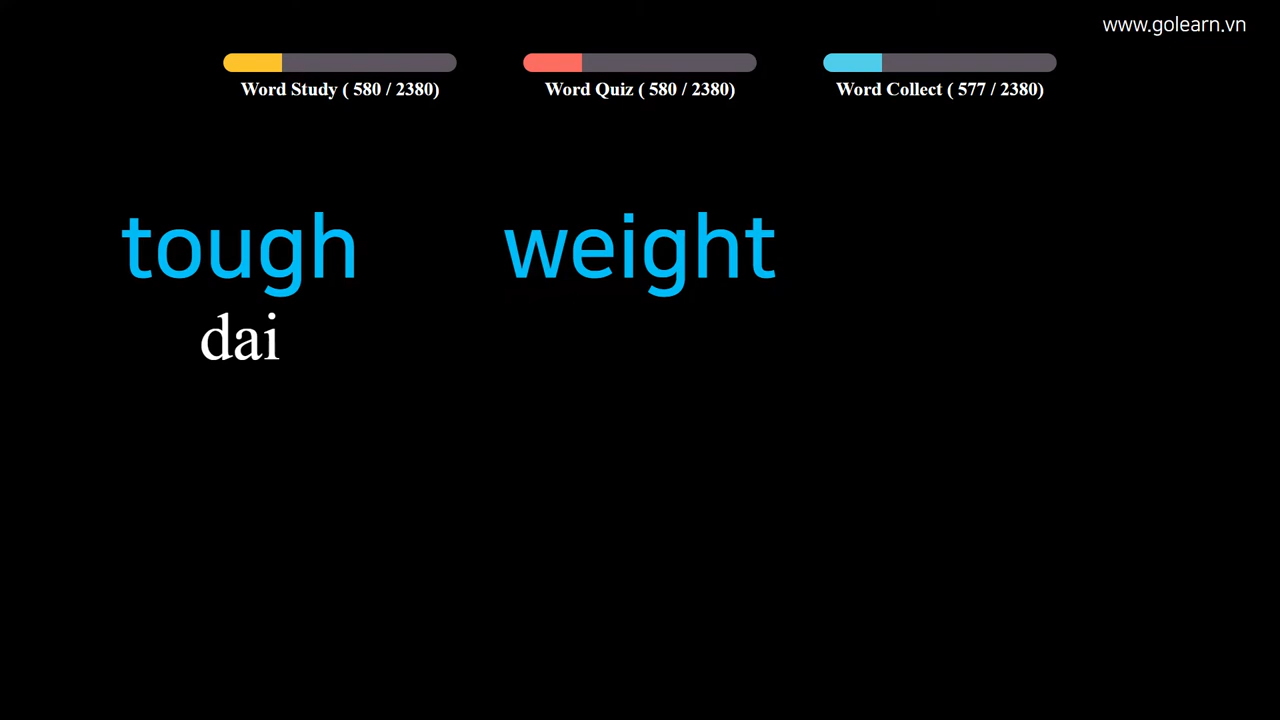 www.golearn.vn
Word Study ( 580 / 2380)
Word Quiz ( 580 / 2380)
Word Collect ( 577 / 2380)
tough
weight
dai